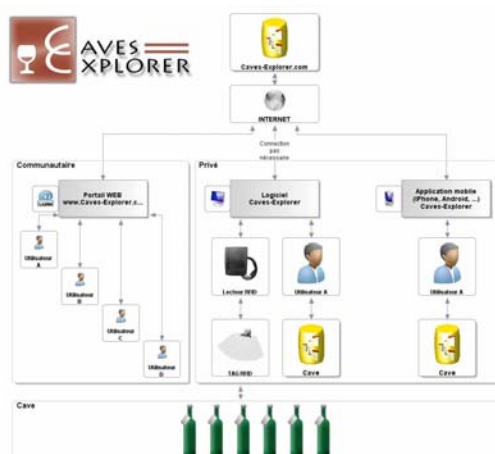 CAVES
EXPLORER
Caves-Explorer.com
INTERNET
Connection
pas
nécessaire
Communautaire
Privé
Portail WEB
www.Caves-Explorer.c...
Logiciel
Caves-Explorer
Application mobile
(iPhone, Android, ...)
Caves-Explorer
Utilisateur
A
Utilisateur
B
Utilisateur
C
Utilisateur
D
Lecteur RFID
Utilisateur A
Utilisateur A
TAG RFID
Cave
Cave
Cave